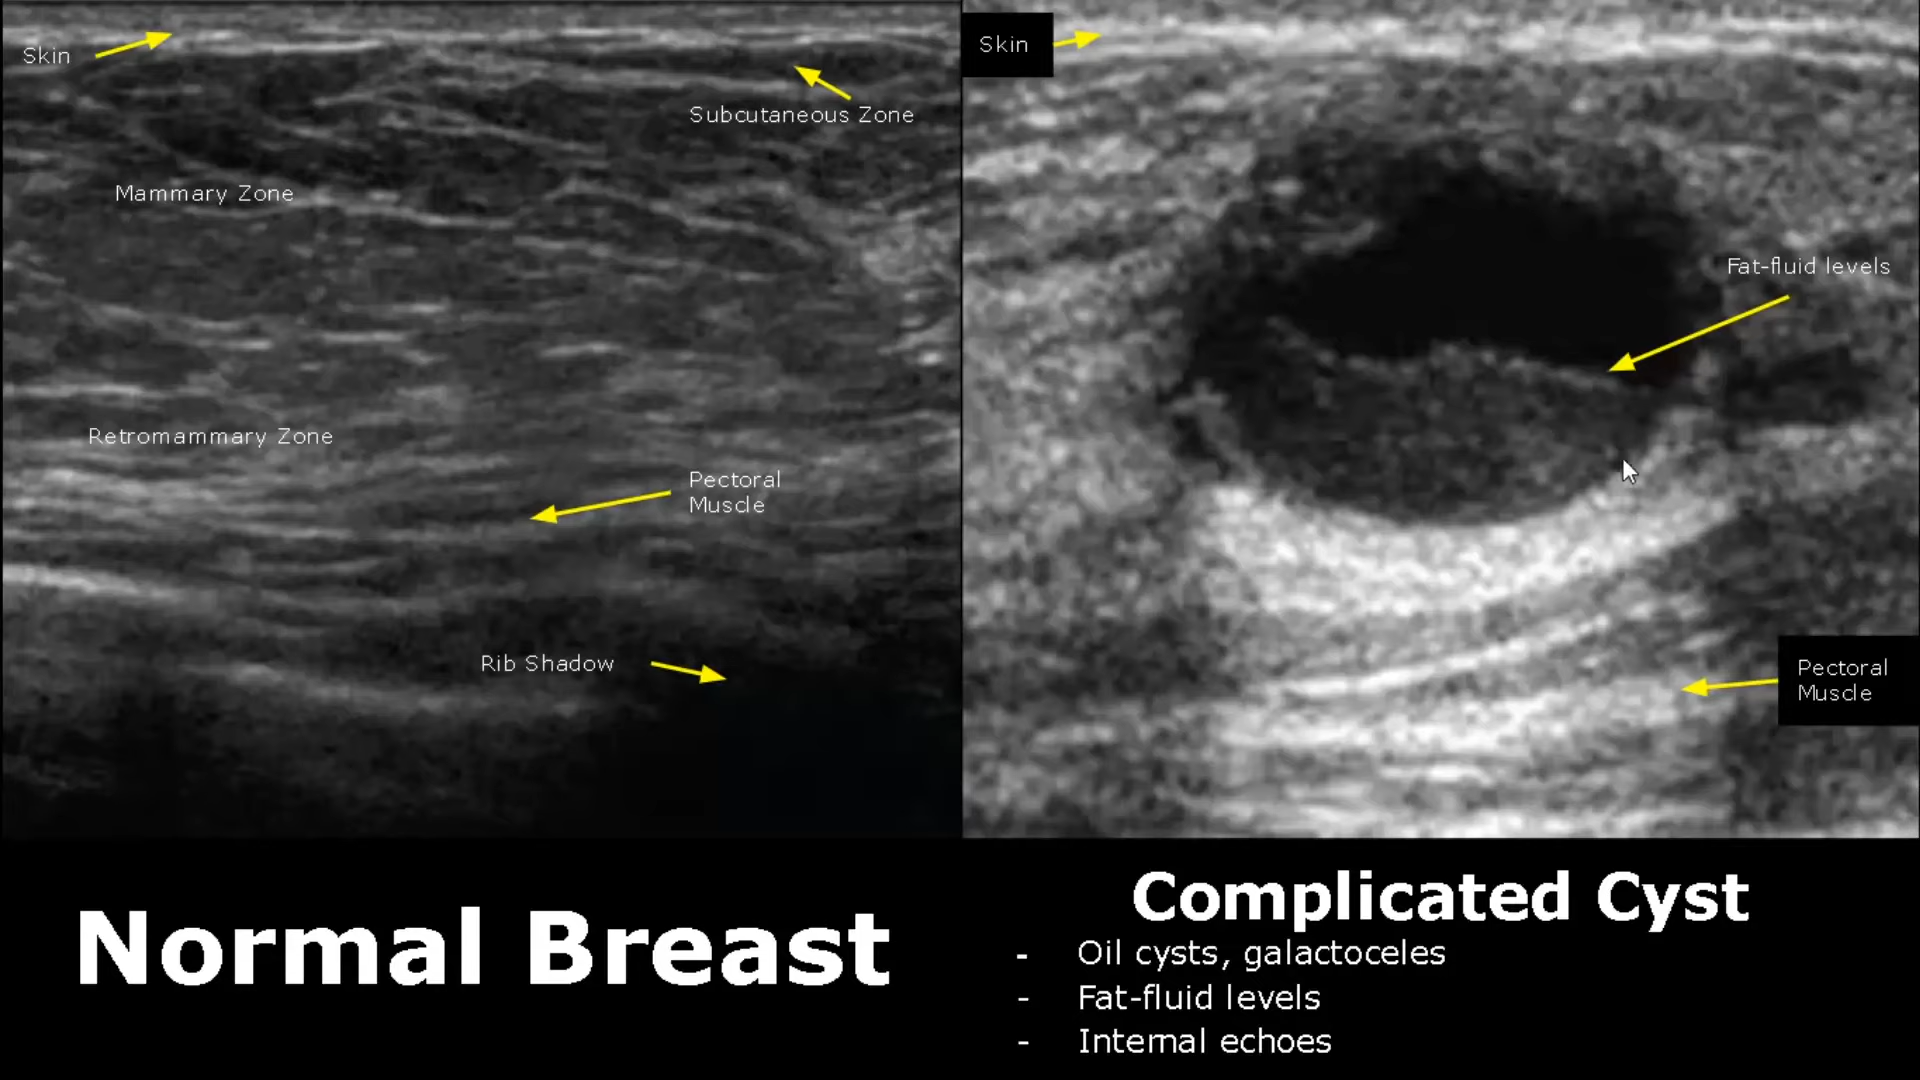 Skin
Subcutaneous Zone
Mammary Zone
Retromammary Zone
Pectoral
Muscle
Rib Shadow
Normal Breast
Skin
Fat-fluid levels
Pectoral
Muscle
Complicated Cyst
- Oil cysts, galactoceles
- Fat-fluid levels
- Internal echoes